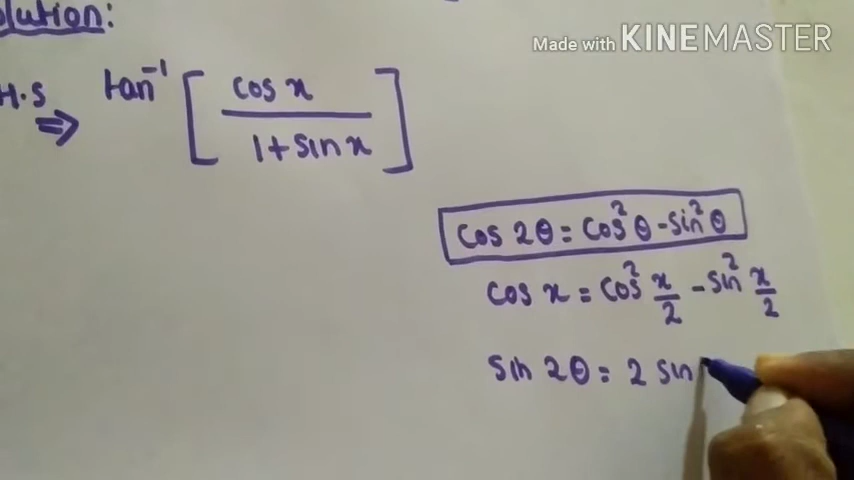 Made with KINEMASTER
olution:
H.S ⇒ tan⁻¹ [ cos x / 1 + sin x ]
cos 2θ = cos²θ - sin²θ
cos x = cos² x/2 - sin² x/2
sin 2θ = 2 sin